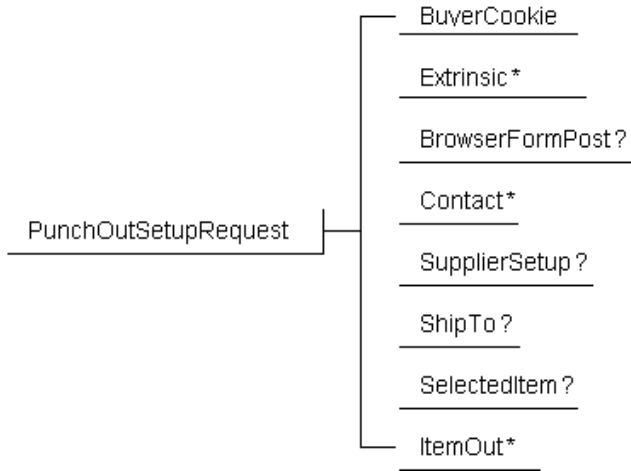 BuyerCookie
Extrinsic*
BrowserFormPost?
Contact*
PunchOutSetupRequest
SupplierSetup?
ShipTo?
SelectedItem?
ItemOut*